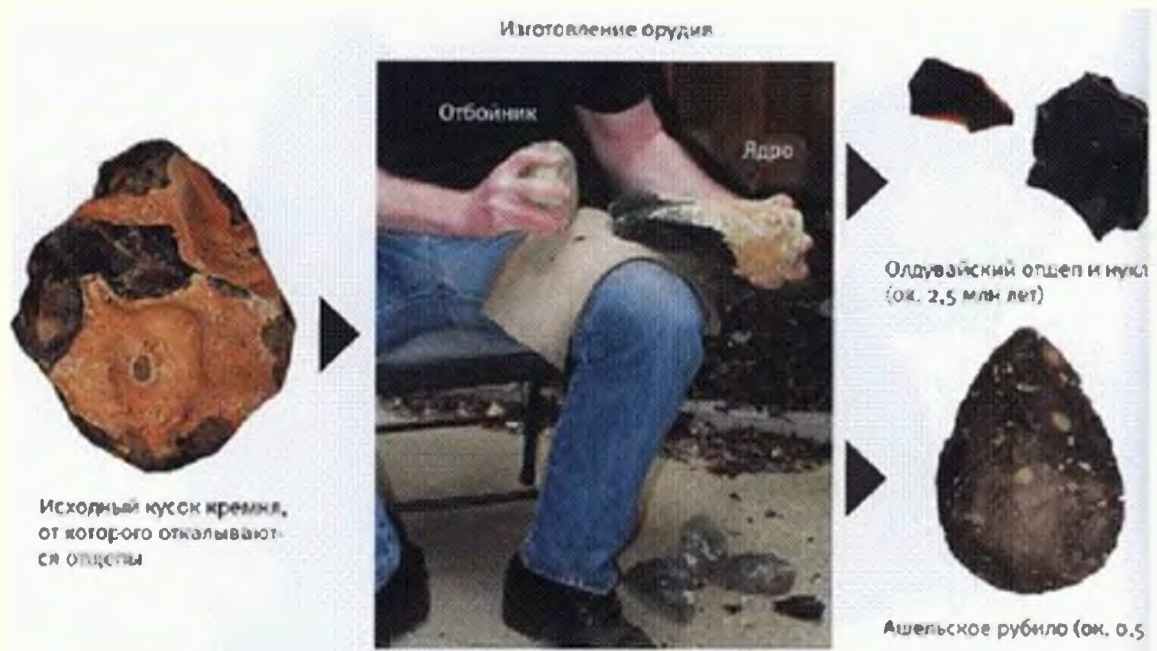 Изготовление орудия
Отбойник
Ядро
Исходный кусок кремня,
от которого откалывают-
ся отщепы
Олдувайский отщеп и нукл
(ок. 2,5 млн лет)
Ашельское рубило (ок. 0.5